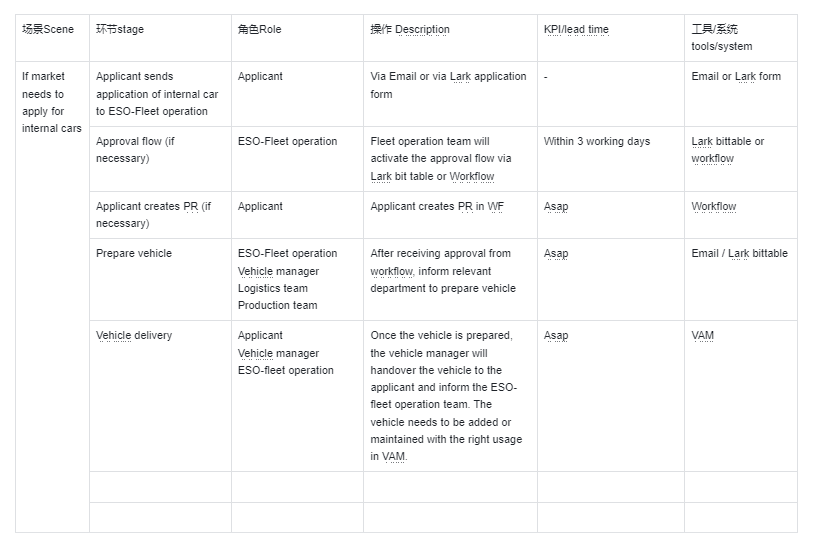 场景Scene
环节stage
角色Role
操作 Description
KPI/lead time
工具/系统
tools/system
If market
needs to
apply for
internal cars
Applicant sends
application of internal car
to ESO-Fleet operation
Applicant
Via Email or via Lark application
form
-
Email or Lark form
Approval flow (if
necessary)
ESO-Fleet operation
Fleet operation team will
activate the approval flow via
Lark bit table or Workflow
Within 3 working days
Lark bittable or
workflow
Applicant creates PR (if
necessary)
Applicant
Applicant creates PR in WF
Asap
Workflow
Prepare vehicle
ESO-Fleet operation
Vehicle manager
Logistics team
Production team
After receiving approval from
workflow, inform relevant
department to prepare vehicle
Asap
Email / Lark bittable
Vehicle delivery
Applicant
Vehicle manager
ESO-fleet operation
Once the vehicle is prepared,
the vehicle manager will
handover the vehicle to the
applicant and inform the ESO-
fleet operation team. The
vehicle needs to be added or
maintained with the right usage
in VAM.
Asap
VAM